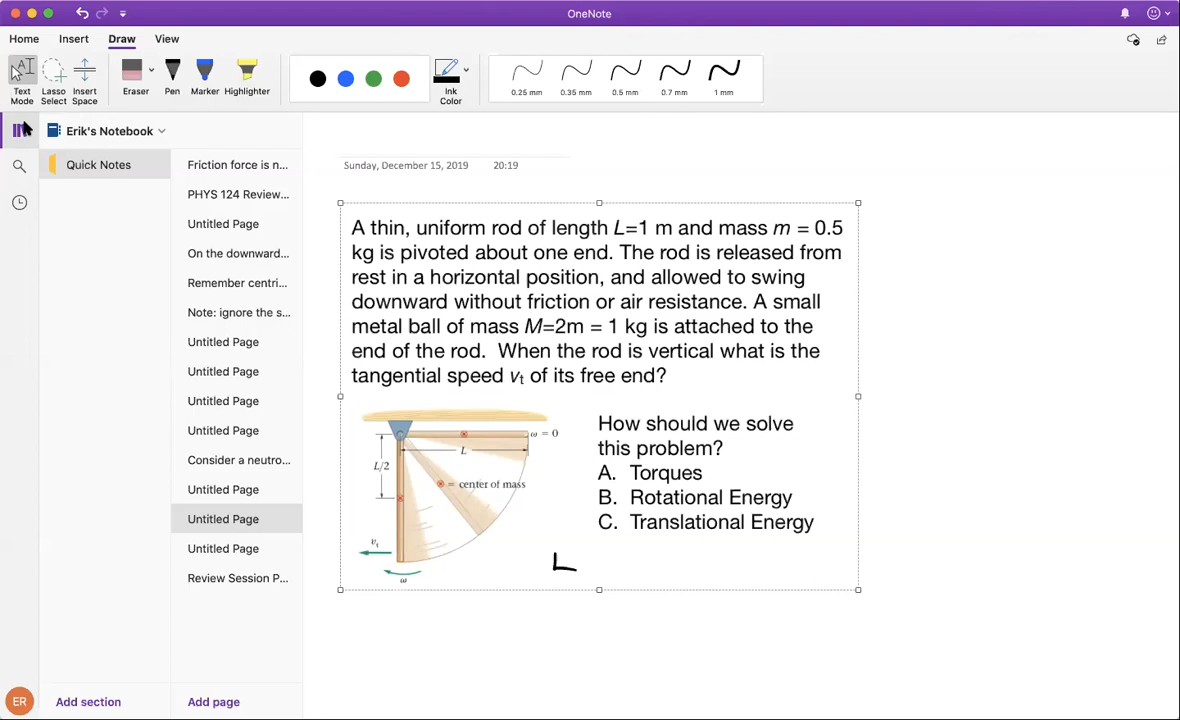 OneNote
Home Insert Draw View
Text Mode
Lasso Select
Insert Space
Eraser
Pen
Marker
Highlighter
Ink Color
0.25 mm
0.35 mm
0.5 mm
0.7 mm
1 mm
Erik's Notebook
Quick Notes
Friction force is n...
PHYS 124 Review...
Untitled Page
On the downward...
Remember centri...
Note: ignore the s...
Untitled Page
Untitled Page
Untitled Page
Untitled Page
Consider a neutro...
Untitled Page
Untitled Page
Untitled Page
Review Session P...
ER
Add section
Add page
Sunday, December 15, 2019 20:19
A thin, uniform rod of length L=1 m and mass m = 0.5
kg is pivoted about one end. The rod is released from
rest in a horizontal position, and allowed to swing
downward without friction or air resistance. A small
metal ball of mass M=2m = 1 kg is attached to the
end of the rod. When the rod is vertical what is the
tangential speed vt of its free end?
ω = 0
L
L/2
= center of mass
vt
ω
How should we solve
this problem?
A. Torques
B. Rotational Energy
C. Translational Energy
L